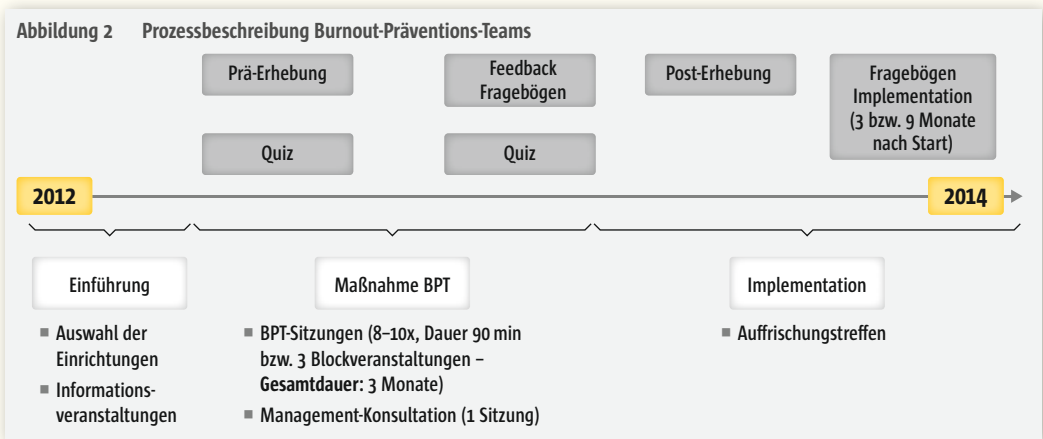 Abbildung 2 Prozessbeschreibung Burnout-Präventions-Teams
Prä-Erhebung
Feedback
Fragebögen
Post-Erhebung
Fragebögen
Implementation
(3 bzw. 9 Monate
nach Start)
Quiz
Quiz
2012
2014
Einführung
Maßnahme BPT
Implementation
■ Auswahl der
Einrichtungen
■ Informations-
veranstaltungen
■ BPT-Sitzungen (8–10x, Dauer 90 min
bzw. 3 Blockveranstaltungen –
Gesamtdauer: 3 Monate)
■ Management-Konsultation (1 Sitzung)
■ Auffrischungstreffen